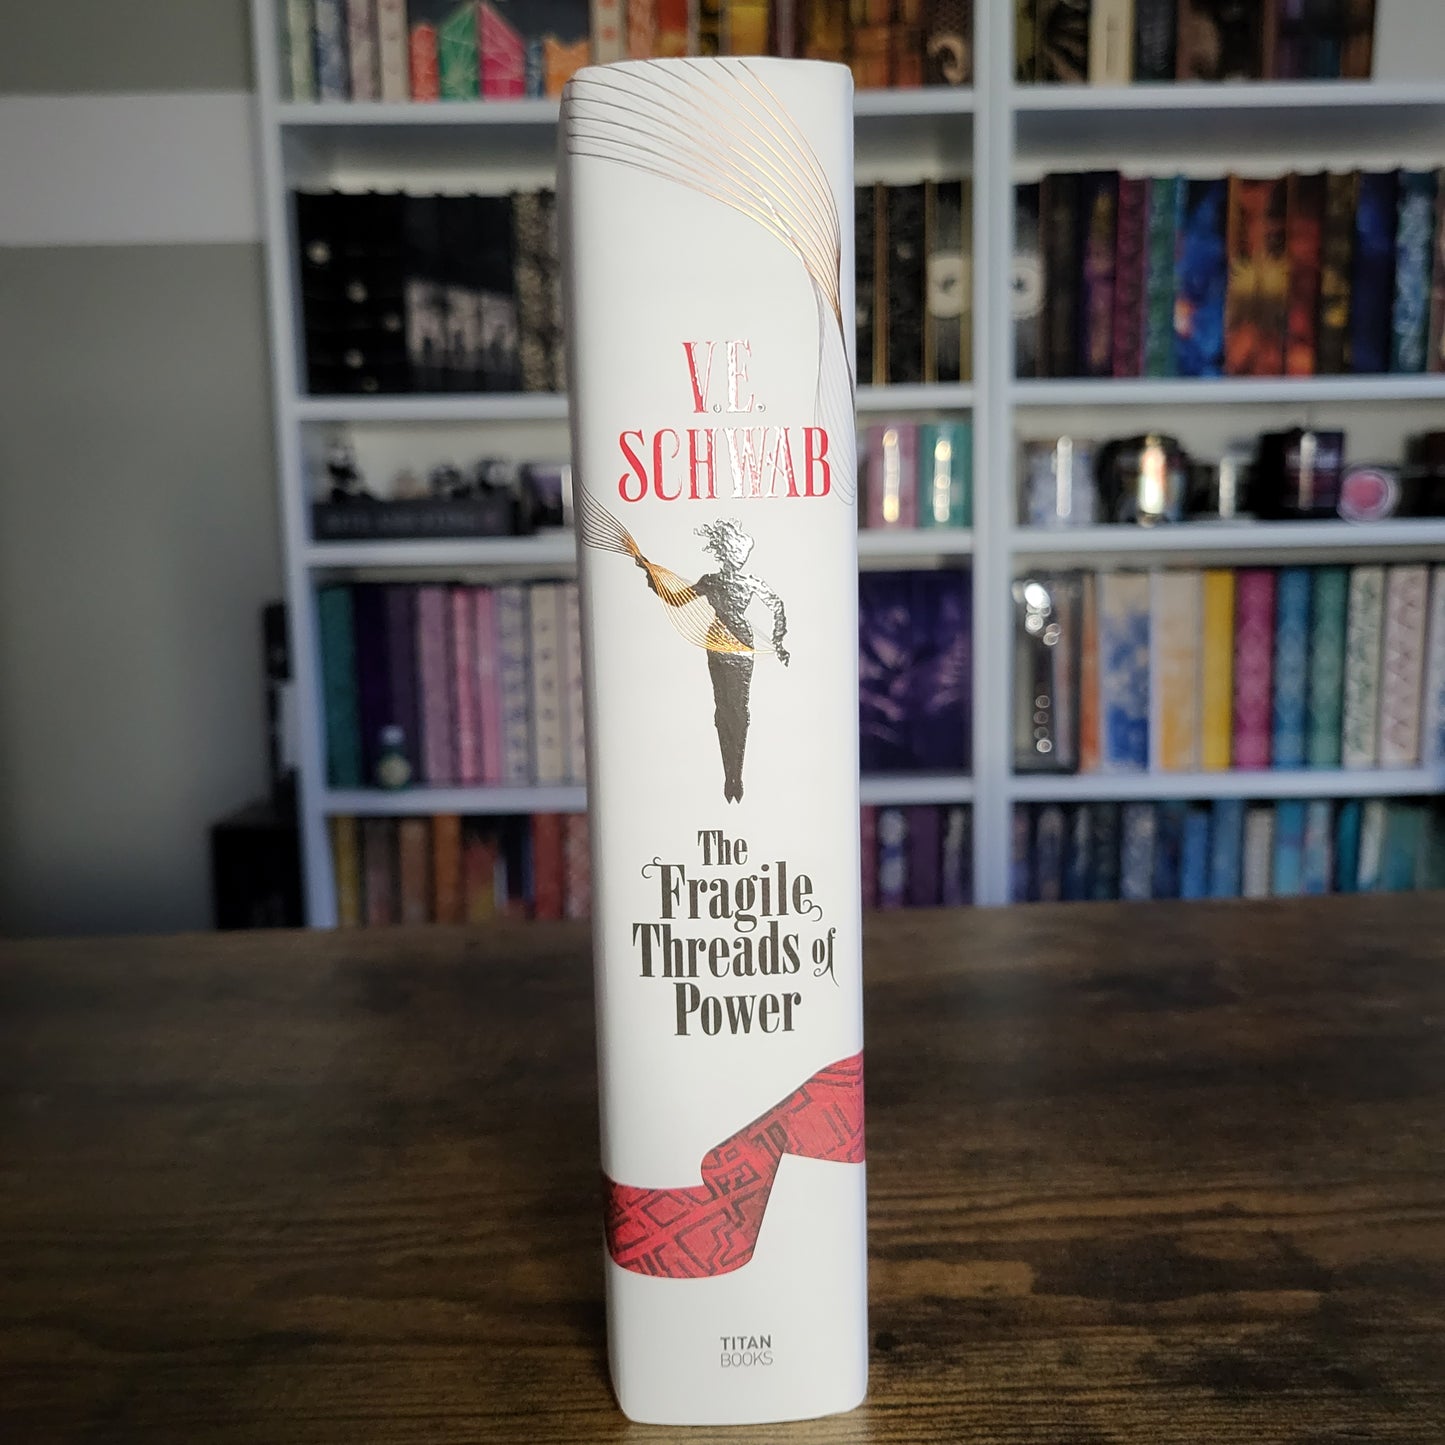 V.E.
SCHWAB
The
Fragile
Threads of
Power
TITAN
BOOKS